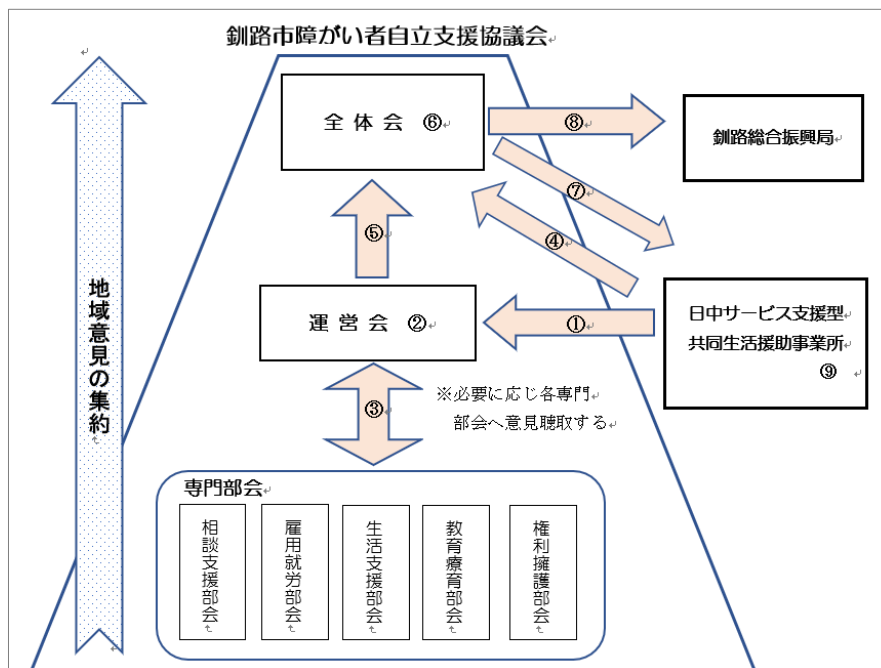 釧路市障がい者自立支援協議会
全体会 ⑥
⑧
釧路総合振興局
⑦
④
⑤
地域意見の集約
運営会 ②
①
日中サービス支援型
共同生活援助事業所
⑨
③
※必要に応じ各専門
部会へ意見聴取する
専門部会
相談支援部会
雇用就労部会
生活支援部会
教育療育部会
権利擁護部会